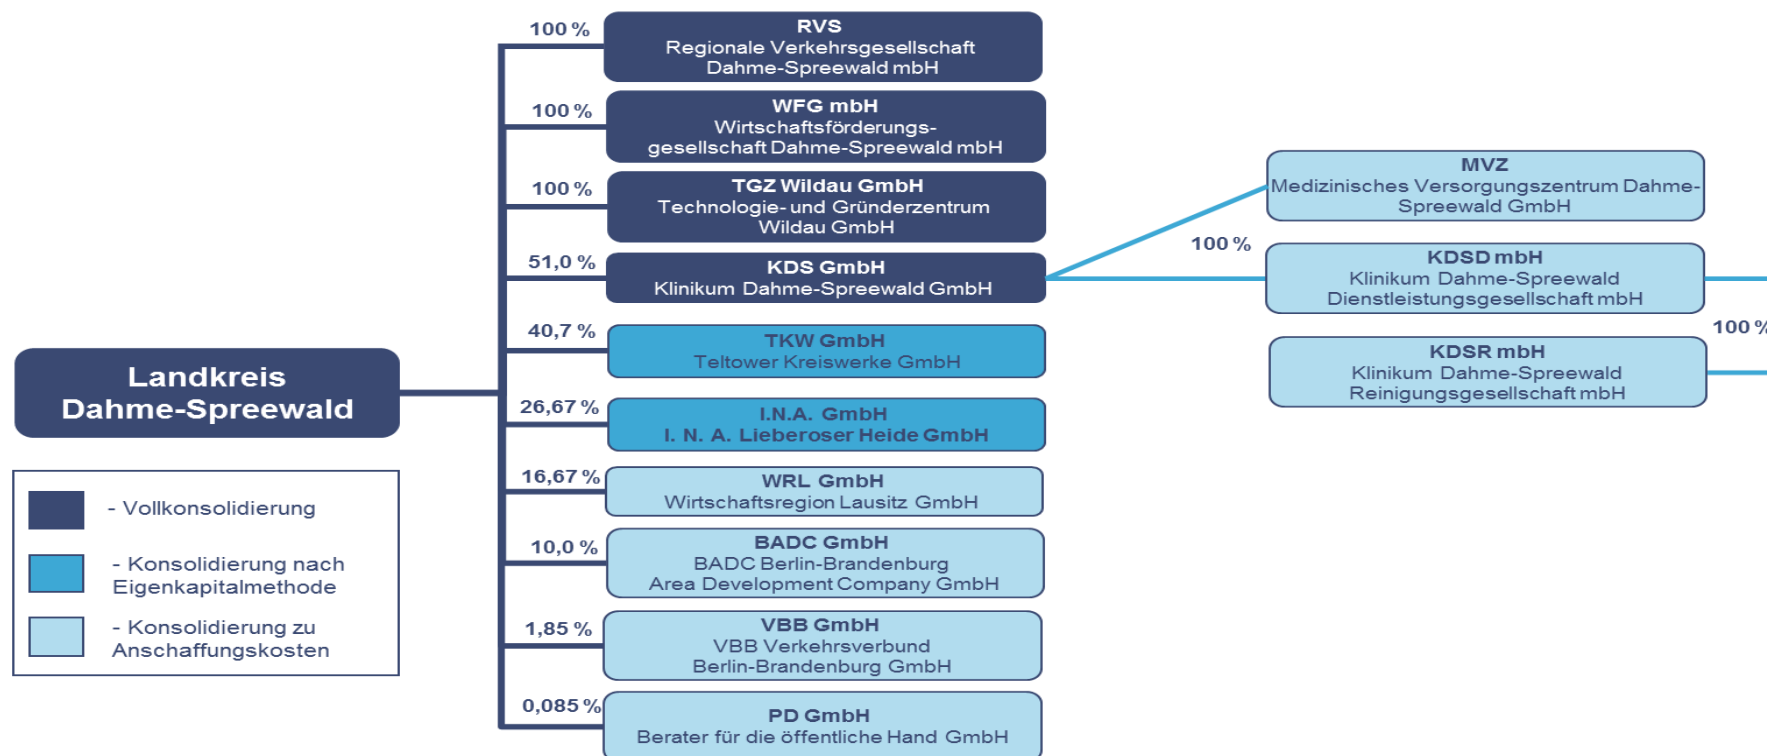 100 %
RVS
Regionale Verkehrsgesellschaft
Dahme-Spreewald mbH
100 %
WFG mbH
Wirtschaftsförderungs-
gesellschaft Dahme-Spreewald mbH
100 %
TGZ Wildau GmbH
Technologie- und Gründerzentrum
Wildau GmbH
51,0 %
KDS GmbH
Klinikum Dahme-Spreewald GmbH
40,7 %
TKW GmbH
Teltower Kreiswerke GmbH
26,67 %
I.N.A. GmbH
I. N. A. Lieberoser Heide GmbH
16,67 %
WRL GmbH
Wirtschaftsregion Lausitz GmbH
10,0 %
BADC GmbH
BADC Berlin-Brandenburg
Area Development Company GmbH
1,85 %
VBB GmbH
VBB Verkehrsverbund
Berlin-Brandenburg GmbH
0,085 %
PD GmbH
Berater für die öffentliche Hand GmbH
MVZ
Medizinisches Versorgungszentrum Dahme-
Spreewald GmbH
100 %
KDSD mbH
Klinikum Dahme-Spreewald
Dienstleistungsgesellschaft mbH
100 %
KDSR mbH
Klinikum Dahme-Spreewald
Reinigungsgesellschaft mbH
Landkreis
Dahme-Spreewald
- Vollkonsolidierung
- Konsolidierung nach
Eigenkapitalmethode
- Konsolidierung zu
Anschaffungskosten